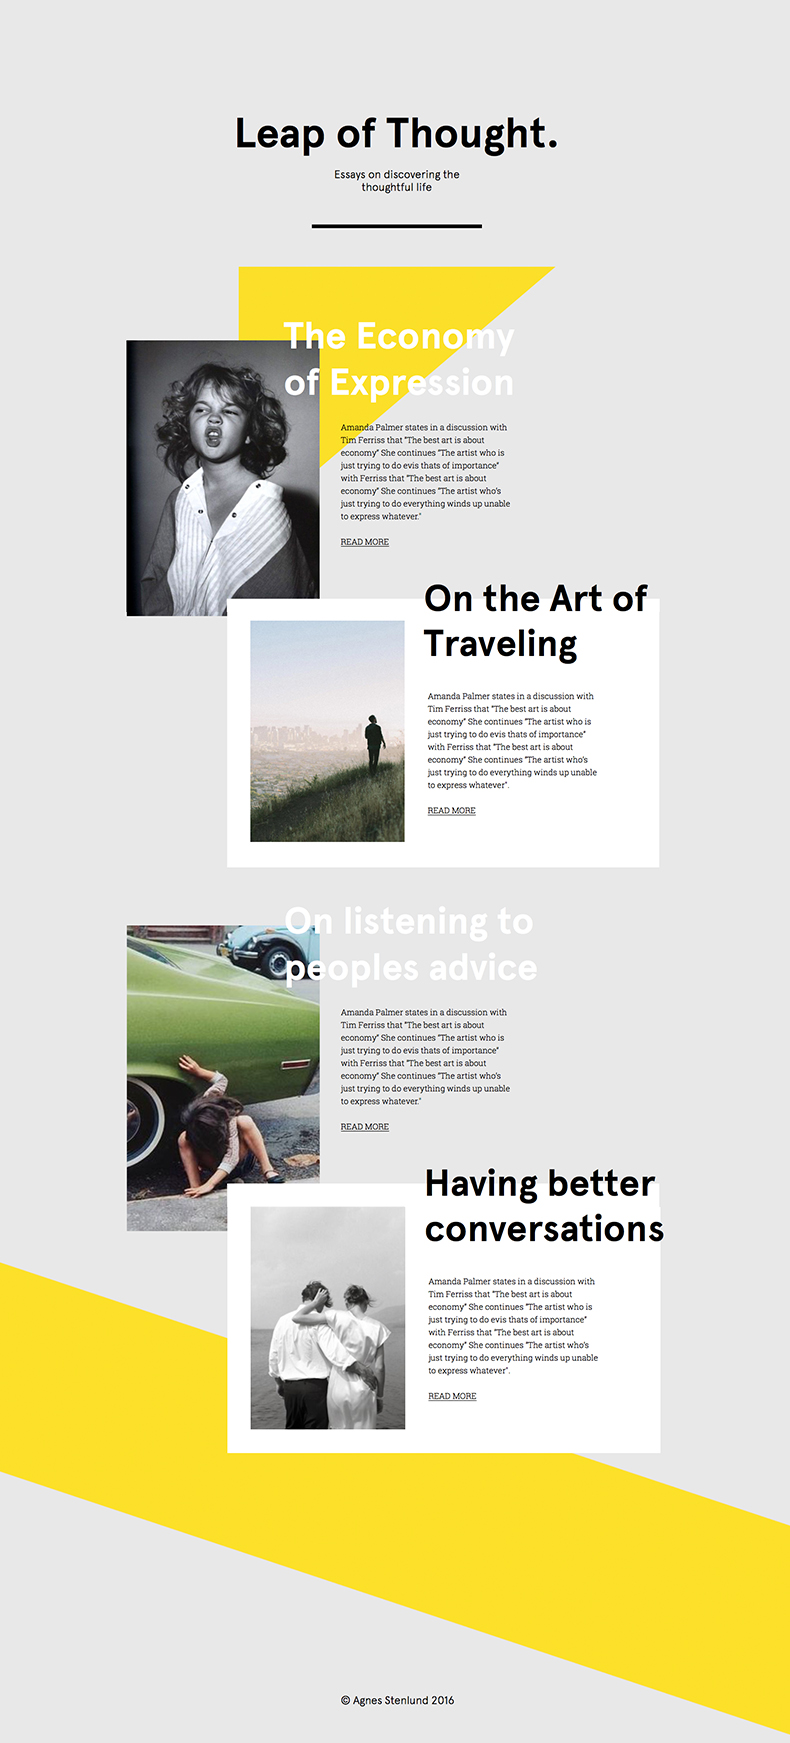 Leap of Thought.
Essays on discovering the
thoughtful life
The Economy
of Expression
Amanda Palmer states in a discussion with
Tim Ferriss that "The best art is about
economy" She continues "The artist who is
just trying to do evis thats of importance"
with Ferriss that "The best art is about
economy" She continues "The artist who's
just trying to do everything winds up unable
to express whatever."
READ MORE
On the Art of
Traveling
Amanda Palmer states in a discussion with
Tim Ferriss that "The best art is about
economy" She continues "The artist who is
just trying to do evis thats of importance"
with Ferriss that "The best art is about
economy" She continues "The artist who's
just trying to do everything winds up unable
to express whatever".
READ MORE
On listening to
peoples advice
Amanda Palmer states in a discussion with
Tim Ferriss that "The best art is about
economy" She continues "The artist who is
just trying to do evis thats of importance"
with Ferriss that "The best art is about
economy" She continues "The artist who's
just trying to do everything winds up unable
to express whatever."
READ MORE
Having better
conversations
Amanda Palmer states in a discussion with
Tim Ferriss that "The best art is about
economy" She continues "The artist who is
just trying to do evis thats of importance"
with Ferriss that "The best art is about
economy" She continues "The artist who's
just trying to do everything winds up unable
to express whatever".
READ MORE
© Agnes Stenlund 2016